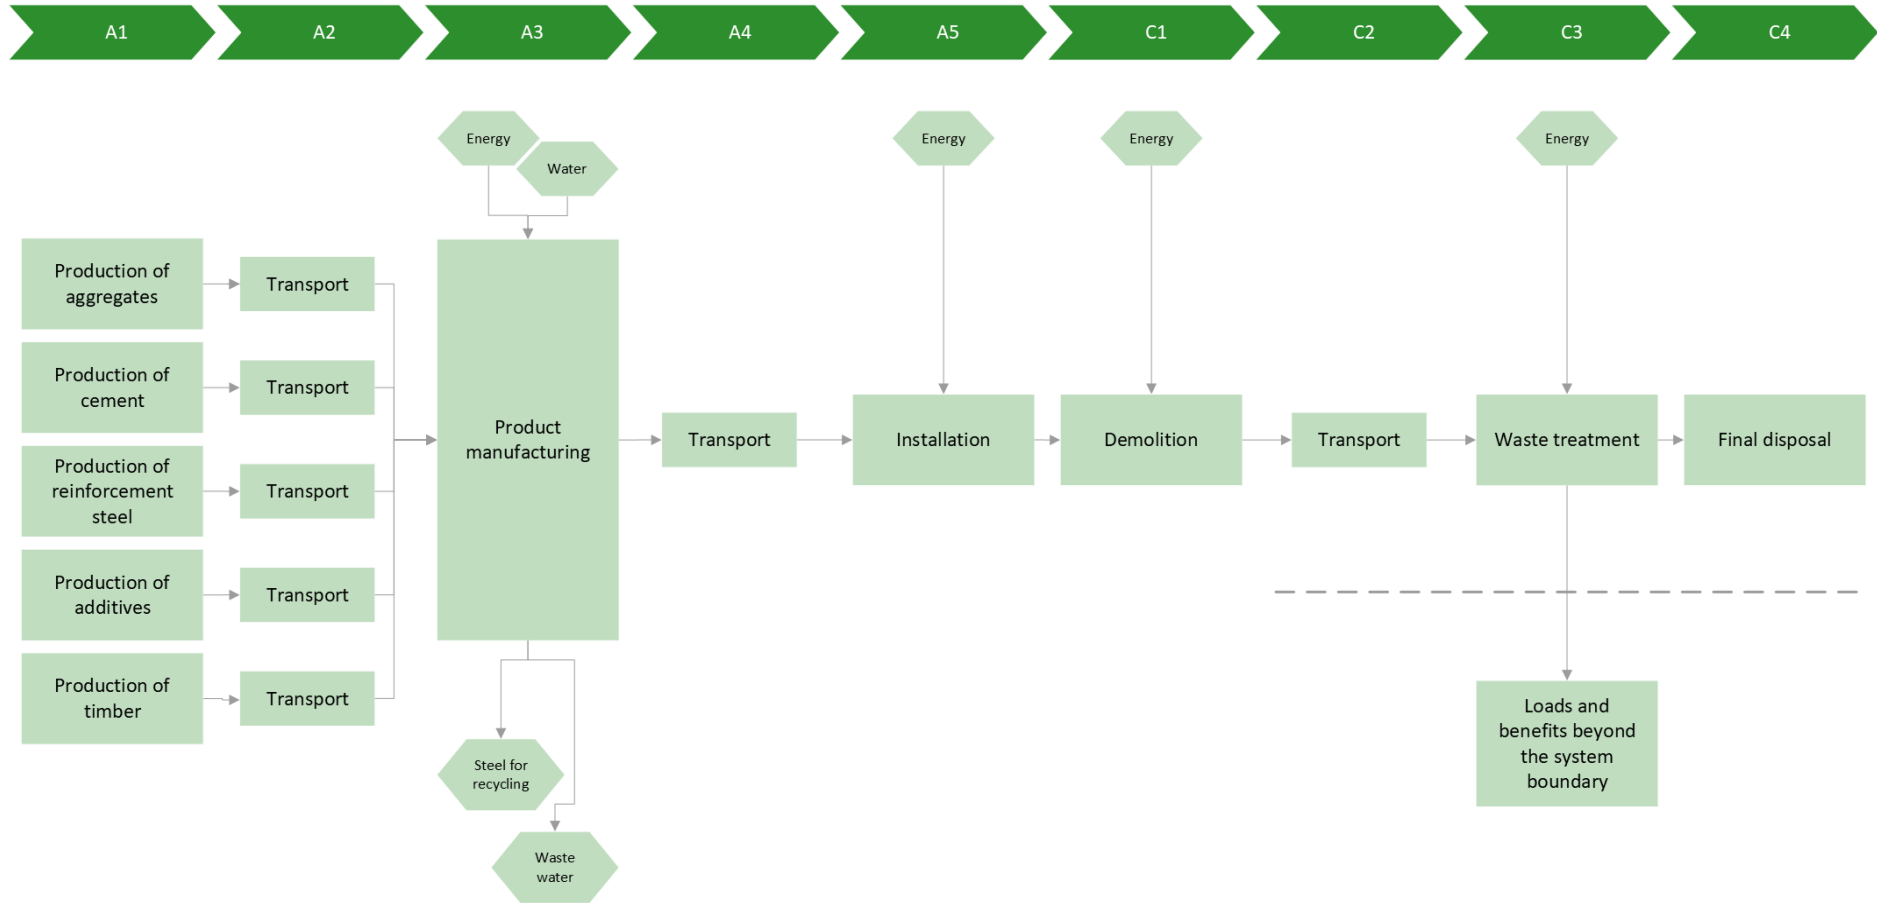 A1
A2
A3
A4
A5
C1
C2
C3
C4
Energy
Water
Energy
Energy
Energy
Production of
aggregates
Transport
Production of
cement
Transport
Production of
reinforcement
steel
Transport
Production of
additives
Transport
Production of
timber
Transport
Product
manufacturing
Transport
Installation
Demolition
Transport
Waste treatment
Final disposal
Steel for
recycling
Waste
water
Loads and
benefits beyond
the system
boundary